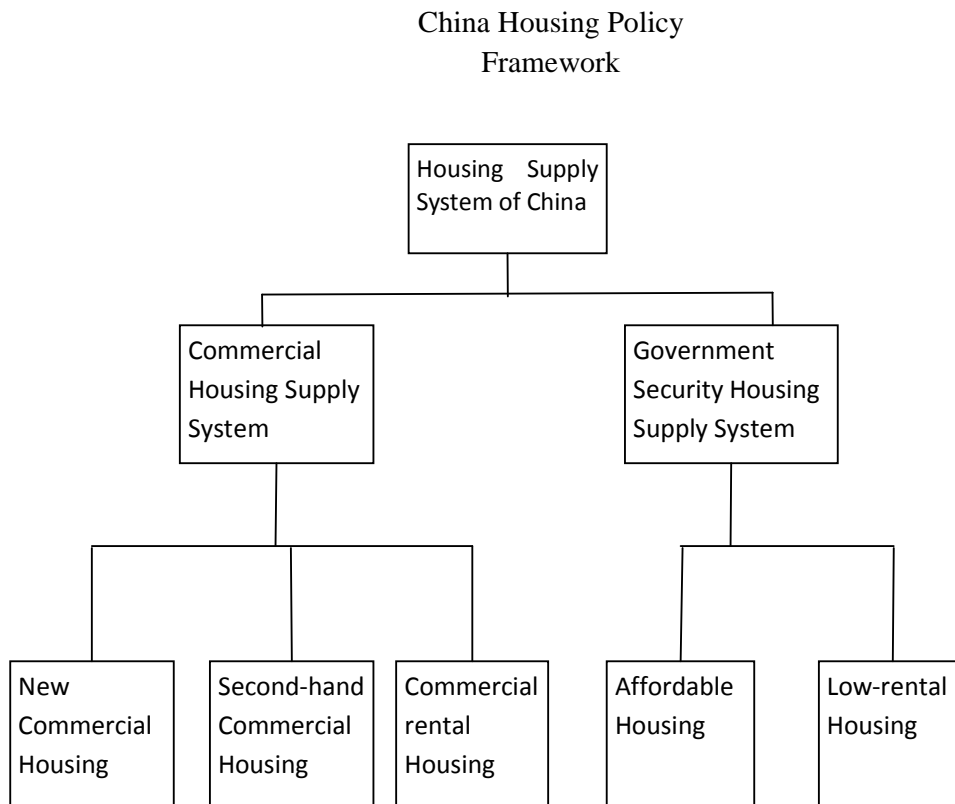 China Housing Policy
Framework
Housing Supply
System of China
Commercial
Housing Supply
System
Government
Security Housing
Supply System
New
Commercial
Housing
Second-hand
Commercial
Housing
Commercial
rental
Housing
Affordable
Housing
Low-rental
Housing